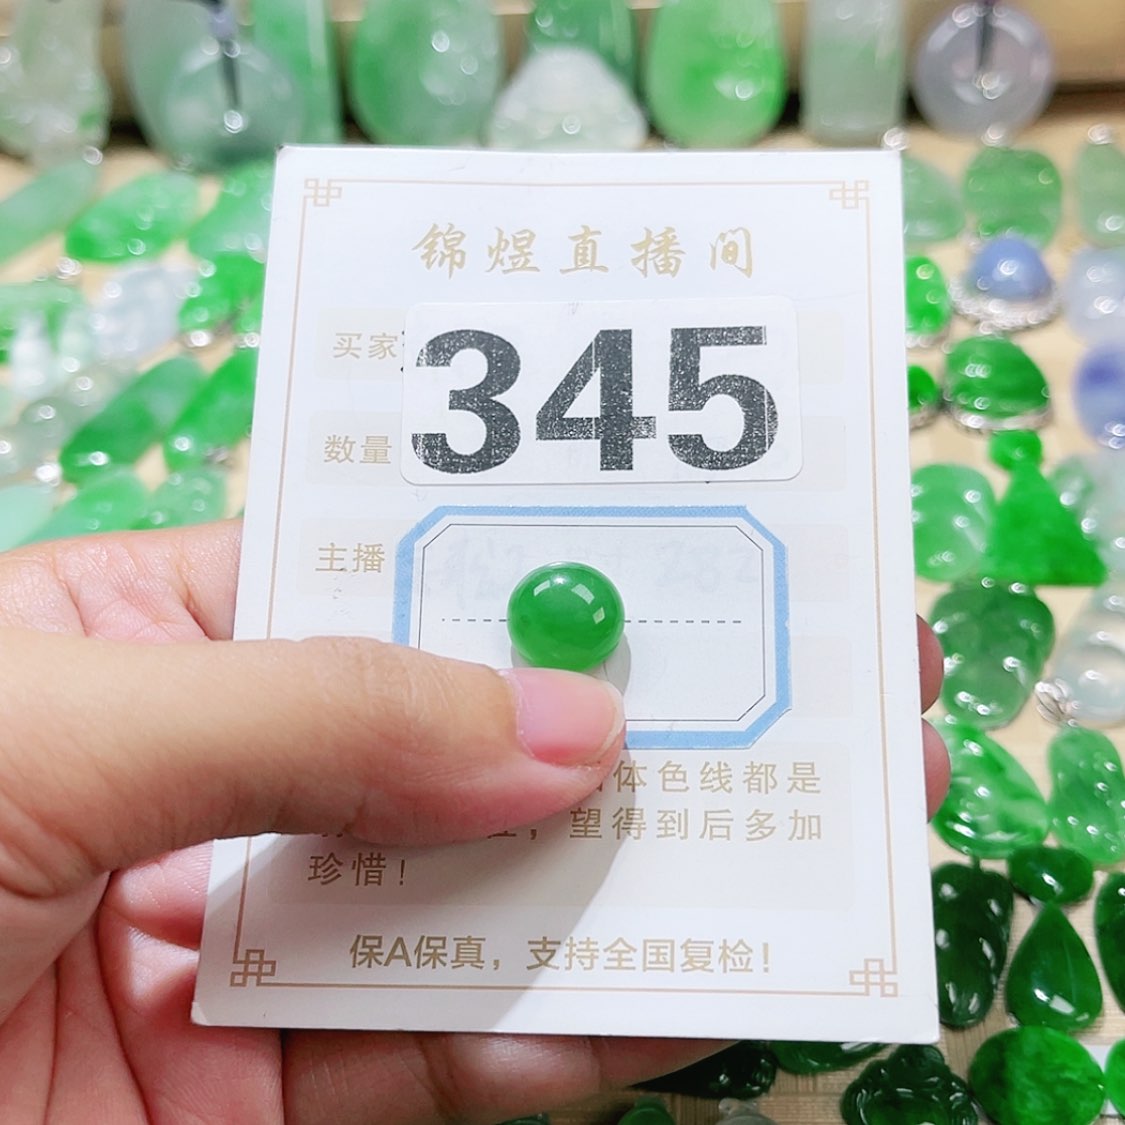 锦煜直播间
买家
345
数量
主播
体色线都是
，望得到后多加
珍惜！
保A保真，支持全国复检！